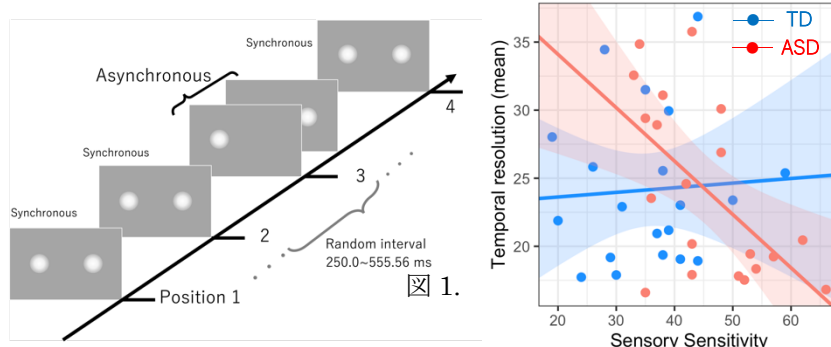 Synchronous
Asynchronous
Synchronous
Synchronous
4
3
2
Position 1
Random interval
250.0~555.56 ms
図 1.
TD
ASD
Temporal resolution (mean)
35
30
25
20
20
30
40
50
60
Sensory Sensitivity